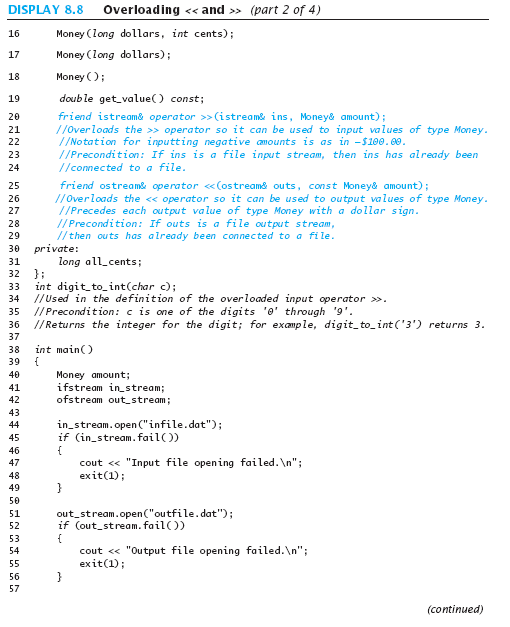 DISPLAY 8.8 Overloading << and >> (part 2 of 4)
16 Money(long dollars, int cents);
17 Money(long dollars);
18 Money();
19 double get_value() const;
20 friend istream& operator >>(istream& ins, Money& amount);
21 //Overloads the >> operator so it can be used to input values of type Money.
22 //Notation for inputting negative amounts is as in –$100.00.
23 //Precondition: If ins is a file input stream, then ins has already been
24 //connected to a file.
25 friend ostream& operator <<(ostream& outs, const Money& amount);
26 //Overloads the << operator so it can be used to output values of type Money.
27 //Precedes each output value of type Money with a dollar sign.
28 //Precondition: If outs is a file output stream,
29 //then outs has already been connected to a file.
30 private:
31 long all_cents;
32 };
33 int digit_to_int(char c);
34 //Used in the definition of the overloaded input operator >>.
35 //Precondition: c is one of the digits '0' through '9'.
36 //Returns the integer for the digit; for example, digit_to_int('3') returns 3.
37
38 int main()
39 {
40 Money amount;
41 ifstream in_stream;
42 ofstream out_stream;
43
44 in_stream.open("infile.dat");
45 if (in_stream.fail())
46 {
47 cout << "Input file opening failed.\n";
48 exit(1);
49 }
50
51 out_stream.open("outfile.dat");
52 if (out_stream.fail())
53 {
54 cout << "Output file opening failed.\n";
55 exit(1);
56 }
57
(continued)